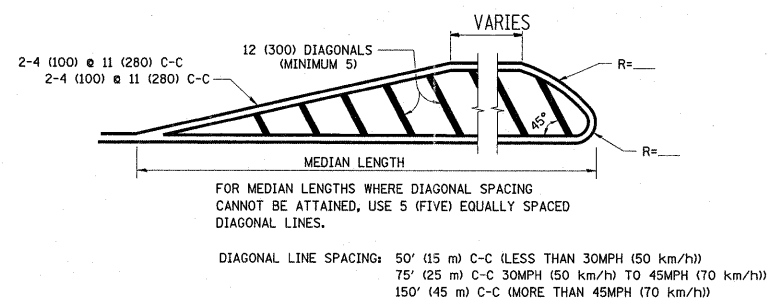 VARIES
12 (300) DIAGONALS
(MINIMUM 5)
2-4 (100) @ 11 (280) C-C
2-4 (100) @ 11 (280) C-C
R=___
45°
R=___
MEDIAN LENGTH
FOR MEDIAN LENGTHS WHERE DIAGONAL SPACING
CANNOT BE ATTAINED, USE 5 (FIVE) EQUALLY SPACED
DIAGONAL LINES.
DIAGONAL LINE SPACING: 50' (15 m) C-C (LESS THAN 30MPH (50 km/h))
75' (25 m) C-C 30MPH (50 km/h) TO 45MPH (70 km/h))
150' (45 m) C-C (MORE THAN 45MPH (70 km/h))